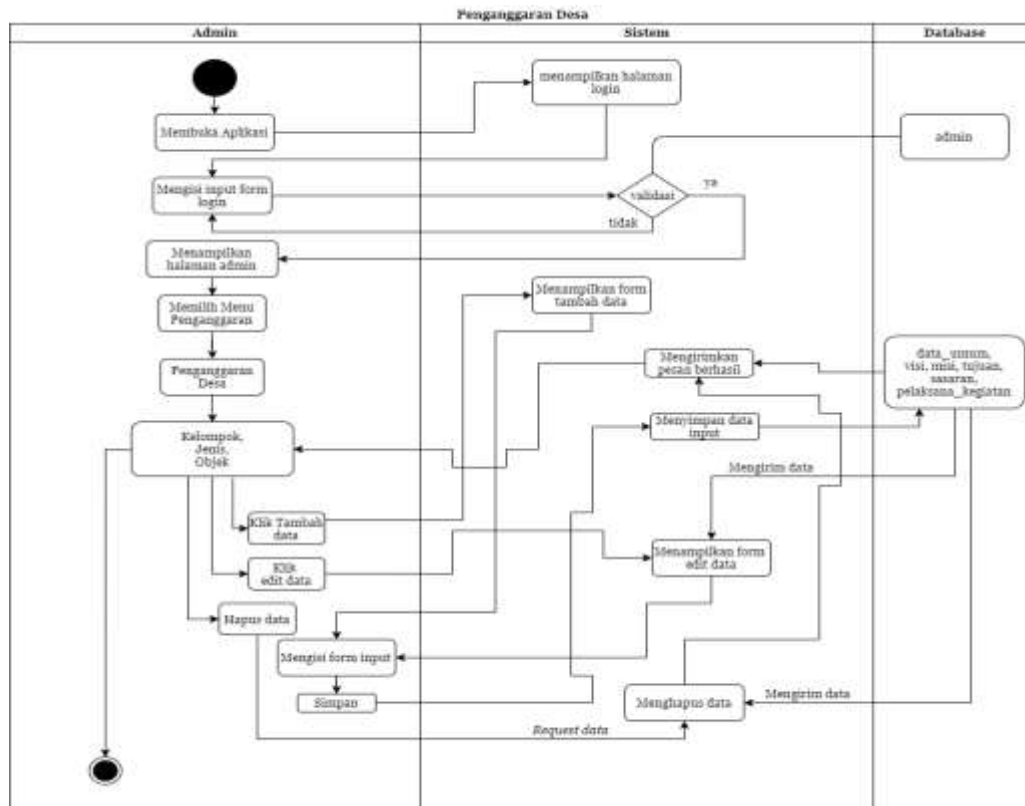 Penganggaran Desa
Admin
Sistem
Database
menampilkan halaman
login
Membuka Aplikasi
admin
Mengisi input form
login
validasi
ya
tidak
Menampilkan
halaman admin
Menampilkan form
tambah data
Memilih Menu
Penganggaran
Mengirimkan
pesan berhasil
data_umum,
visi, misi, tujuan,
sasaran,
pelaksana_kegiatan
Penganggaran
Desa
Menyimpan data
input
Kelompok,
Jenis,
Objek
Mengirim data
Klik Tambah
data
Menampilkan form
edit data
Klik
edit data
Hapus data
Mengisi form input
Simpan
Menghapus data
Mengirim data
Request data